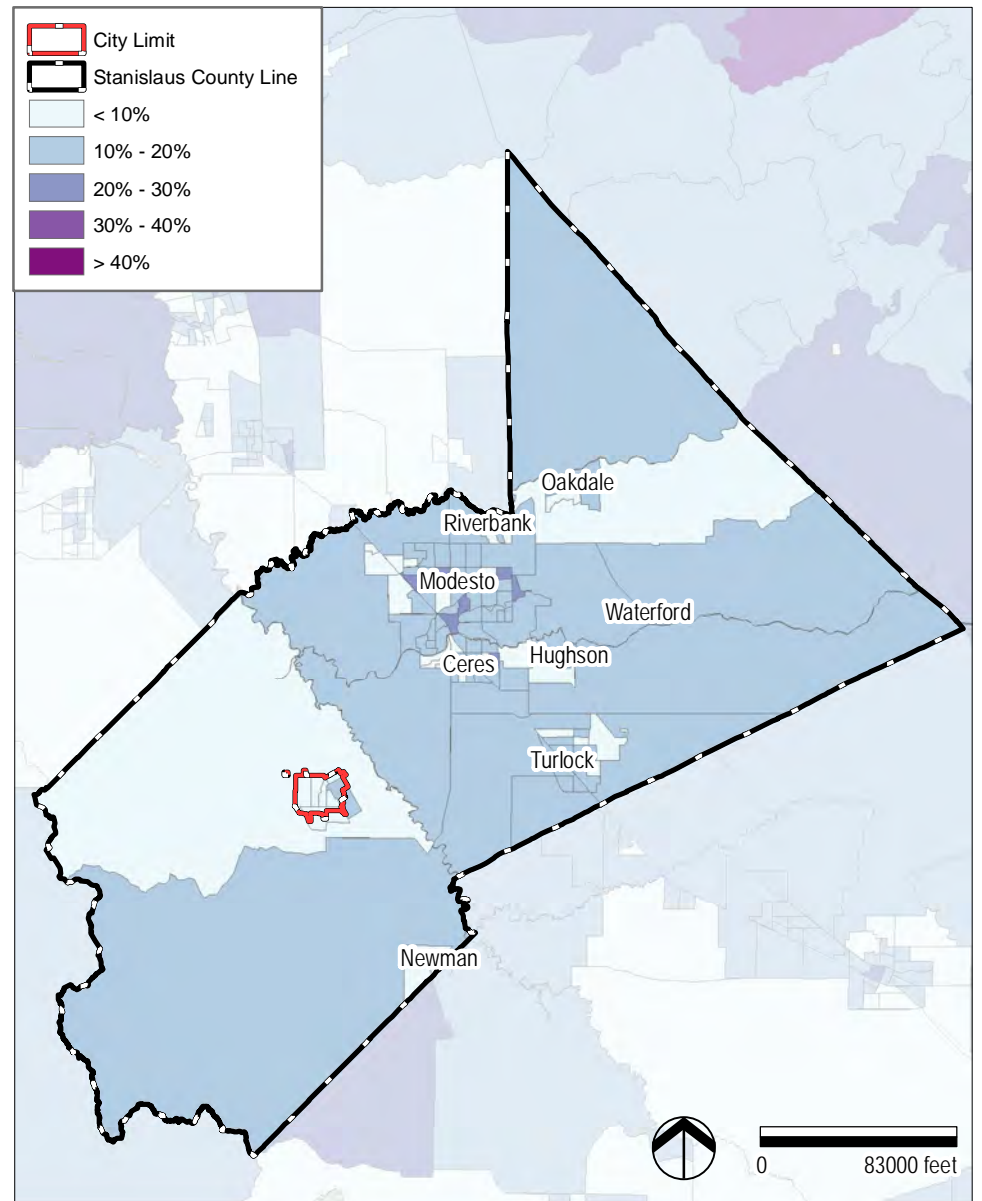 City Limit
Stanislaus County Line
< 10%
10% - 20%
20% - 30%
30% - 40%
> 40%
Oakdale
Riverbank
Modesto
Waterford
Ceres
Hughson
Turlock
Newman
0
83000 feet